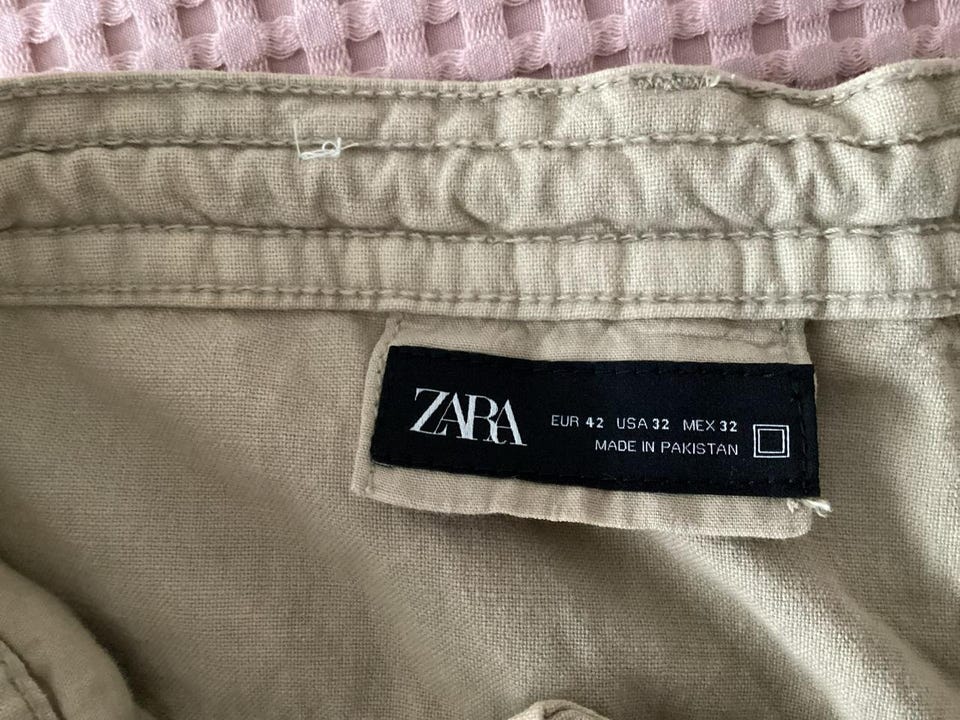 ZARA
EUR 42 USA 32 MEX 32
MADE IN PAKISTAN